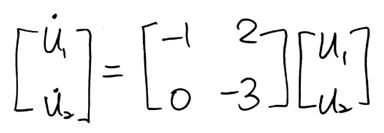 [u̇₁ u̇₂] = [-1 2 0 -3] [u₁ u₂]